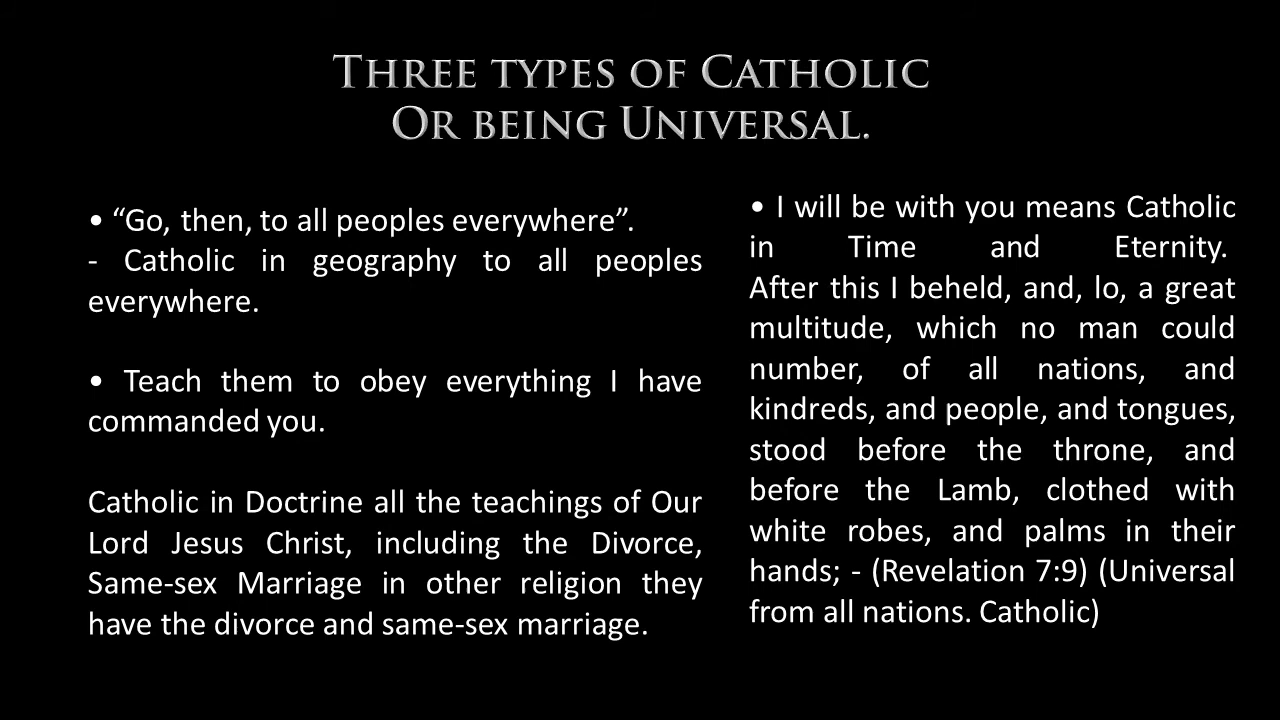 THREE TYPES OF CATHOLIC
OR BEING UNIVERSAL.
• “Go, then, to all peoples everywhere”.
- Catholic in geography to all peoples
everywhere.
• Teach them to obey everything I have
commanded you.
Catholic in Doctrine all the teachings of Our
Lord Jesus Christ, including the Divorce,
Same-sex Marriage in other religion they
have the divorce and same-sex marriage.
• I will be with you means Catholic
in Time and Eternity.
After this I beheld, and, lo, a great
multitude, which no man could
number, of all nations, and
kindreds, and people, and tongues,
stood before the throne, and
before the Lamb, clothed with
white robes, and palms in their
hands; - (Revelation 7:9) (Universal
from all nations. Catholic)